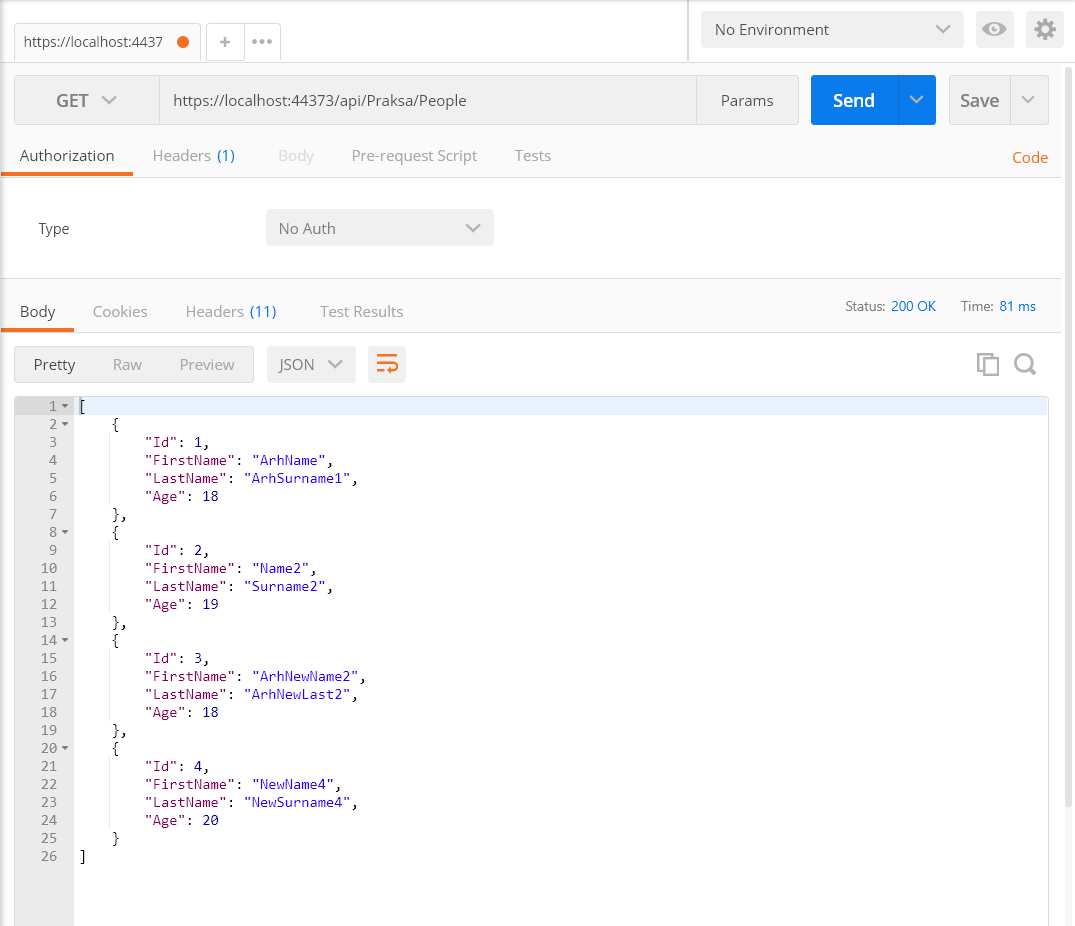 https://localhost:4437 + •••
No Environment
GET https://localhost:44373/api/Praksa/People Params Send Save
Authorization Headers (1) Body Pre-request Script Tests Code
Type No Auth
Body Cookies Headers (11) Test Results Status: 200 OK Time: 81 ms
Pretty Raw Preview JSON
1 [
2 {
3 "Id": 1,
4 "FirstName": "ArhName",
5 "LastName": "ArhSurname1",
6 "Age": 18
7 },
8 {
9 "Id": 2,
10 "FirstName": "Name2",
11 "LastName": "Surname2",
12 "Age": 19
13 },
14 {
15 "Id": 3,
16 "FirstName": "ArhNewName2",
17 "LastName": "ArhNewLast2",
18 "Age": 18
19 },
20 {
21 "Id": 4,
22 "FirstName": "NewName4",
23 "LastName": "NewSurname4",
24 "Age": 20
25 }
26 ]